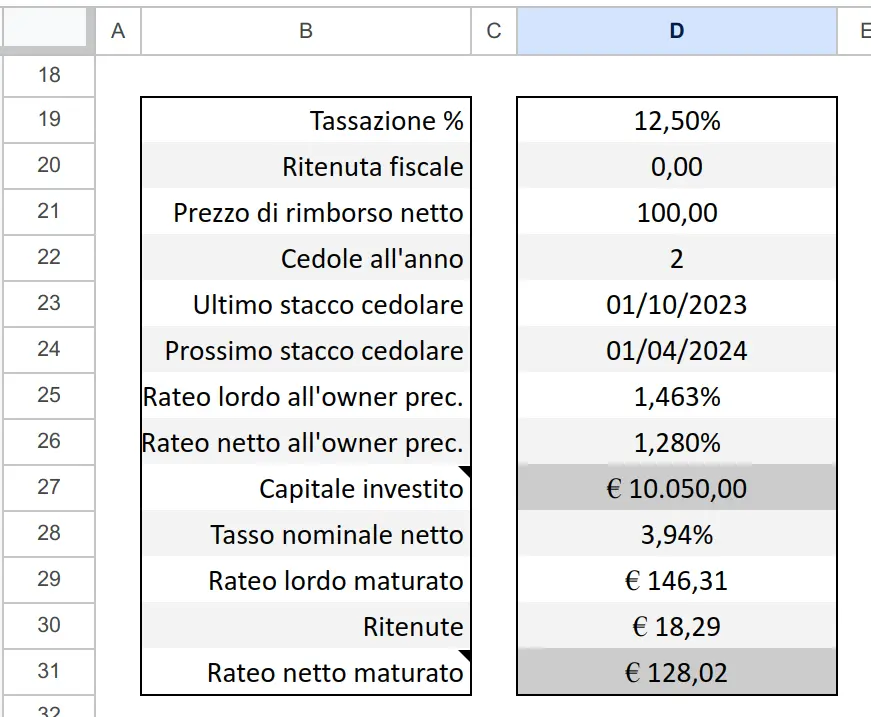 A B C D E
18
19 Tassazione % 12,50%
20 Ritenuta fiscale 0,00
21 Prezzo di rimborso netto 100,00
22 Cedole all'anno 2
23 Ultimo stacco cedolare 01/10/2023
24 Prossimo stacco cedolare 01/04/2024
25 Rateo lordo all'owner prec. 1,463%
26 Rateo netto all'owner prec. 1,280%
27 Capitale investito € 10.050,00
28 Tasso nominale netto 3,94%
29 Rateo lordo maturato € 146,31
30 Ritenute € 18,29
31 Rateo netto maturato € 128,02
32